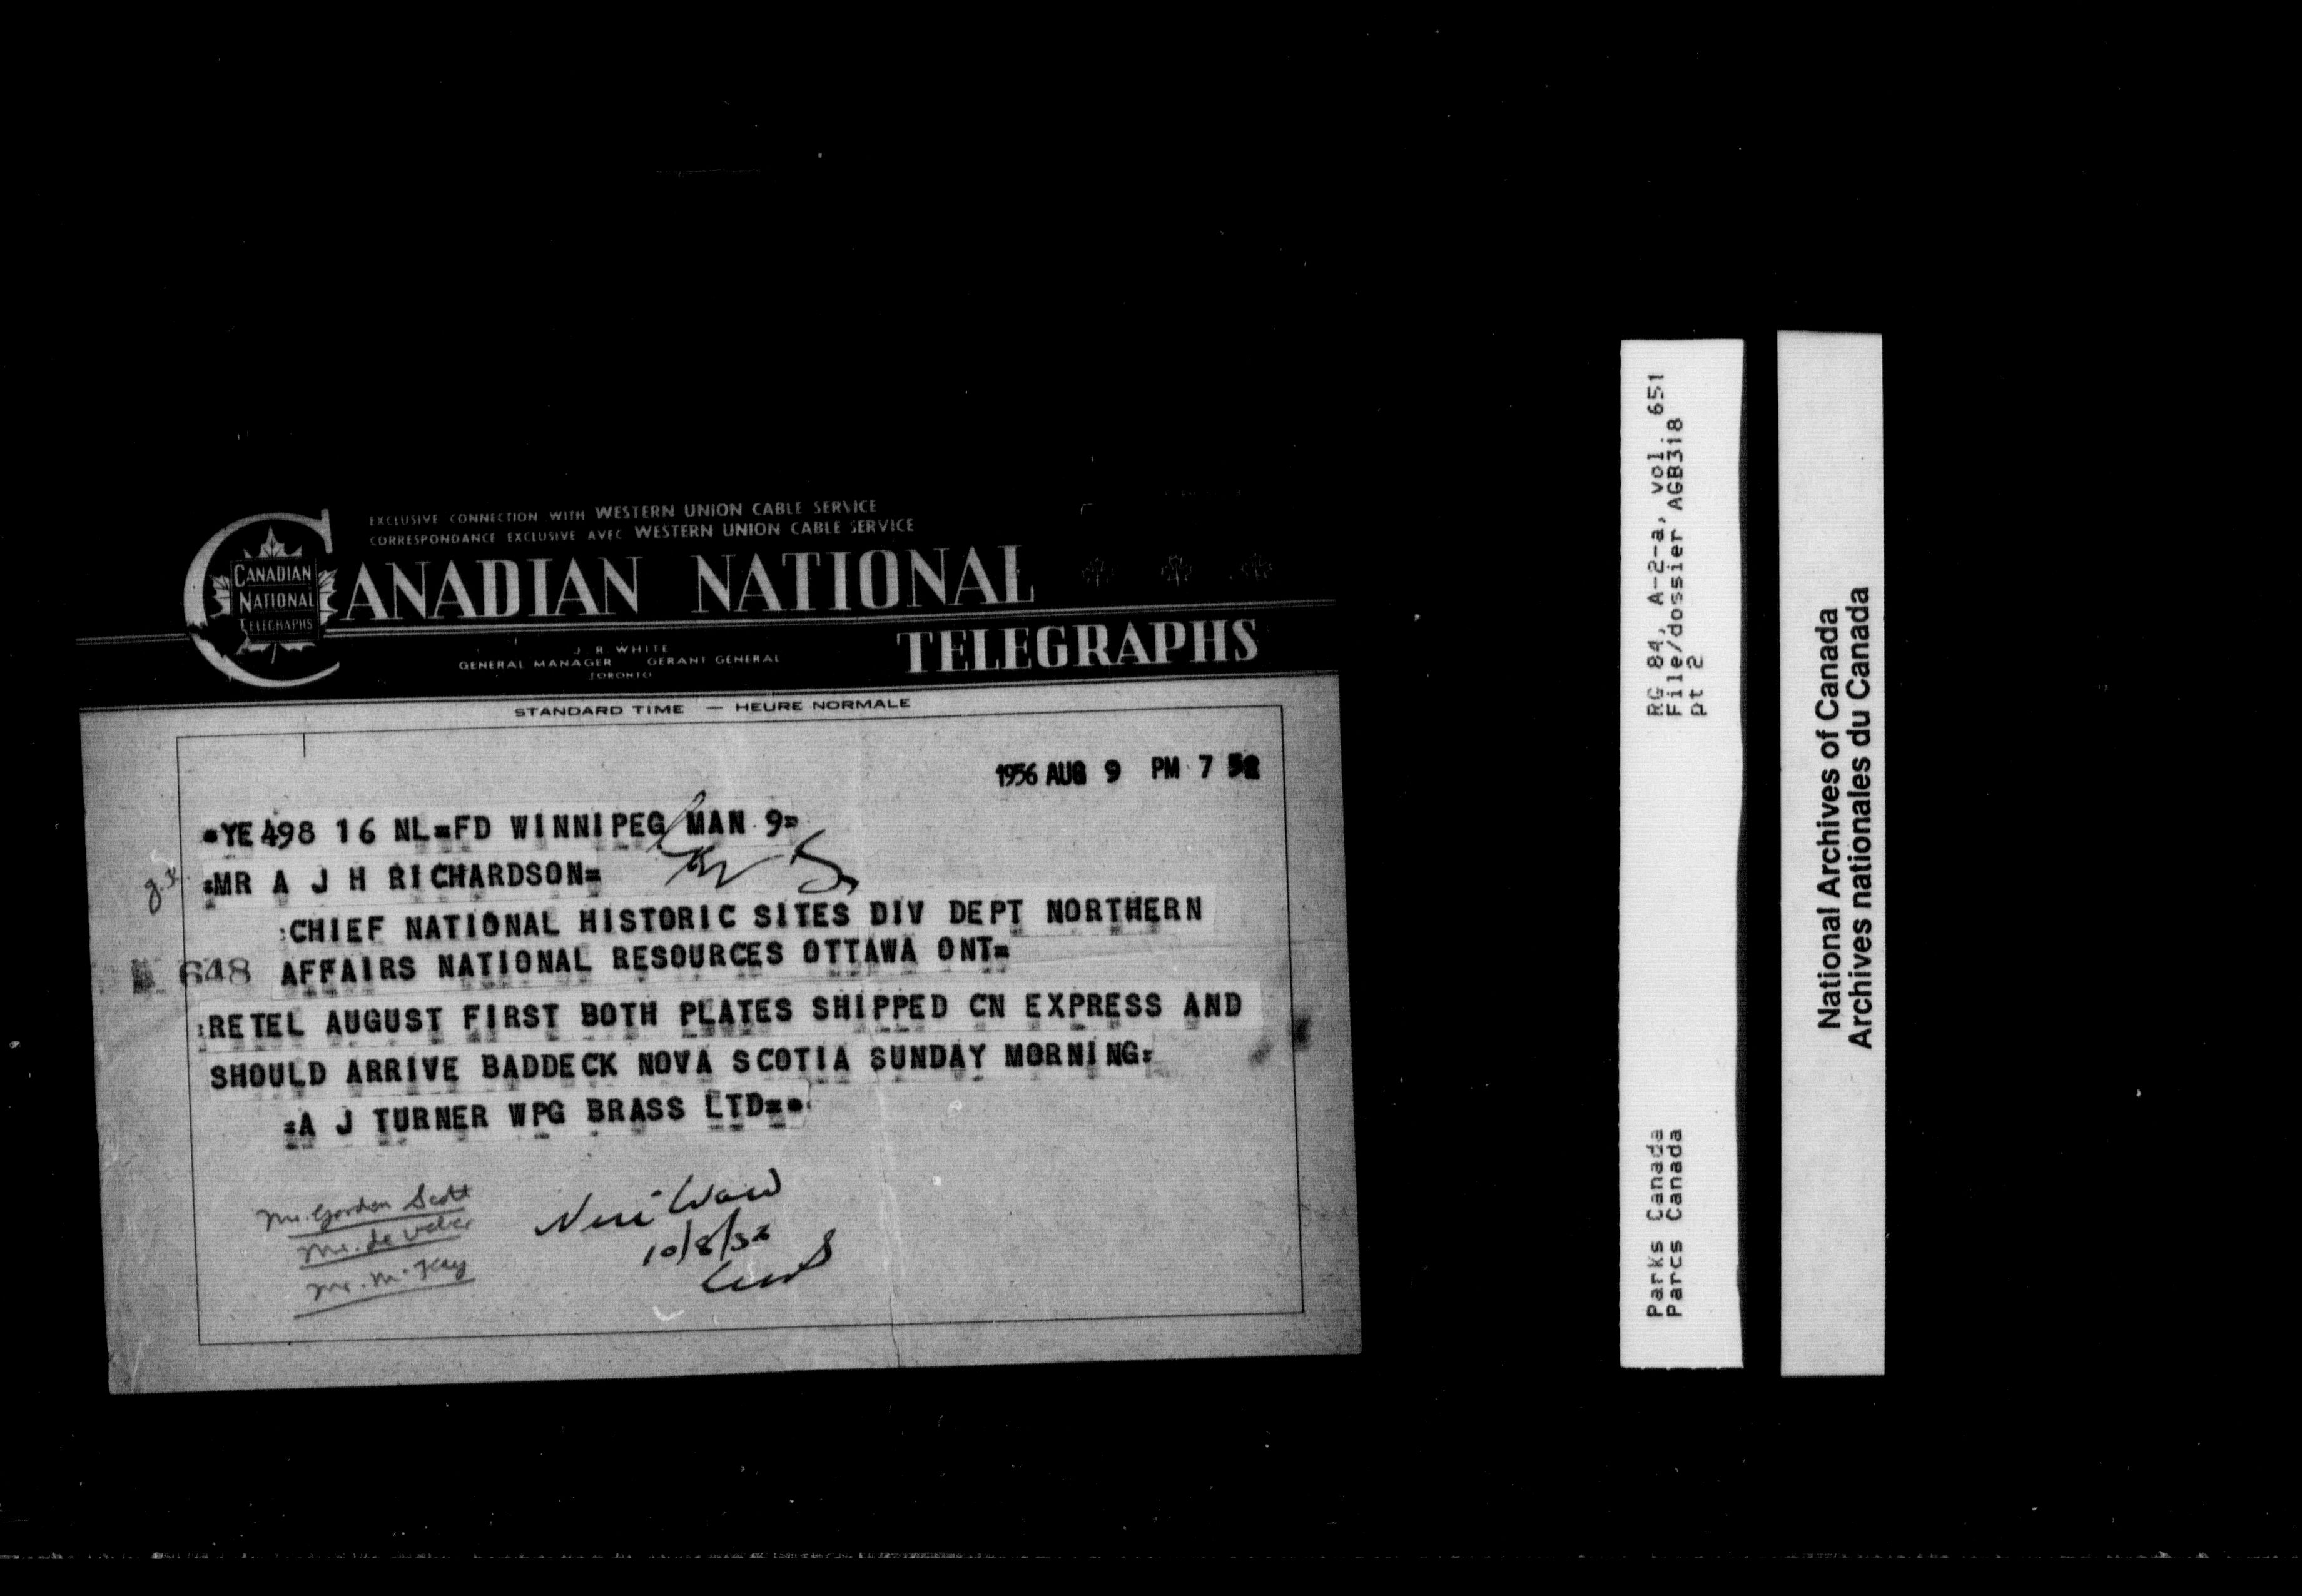 EXCLUSIVE CONNECTION WITH WESTERN UNION CABLE SERVICE
CORRESPONDANCE EXCLUSIVE AVEC WESTERN UNION CABLE SERVICE
CANADIAN NATIONAL
CANADIAN
NATIONAL
TELEGRAPHS
TELEGRAPHS
J. R. WHITE
GENERAL MANAGER GERANT GENERAL
TORONTO
STANDARD TIME — HEURE NORMALE
1956 AUG 9 PM 7 52
YE498 16 NL=FD WINNIPEG MAN 9=
=MR A J H RICHARDSON=
:CHIEF NATIONAL HISTORIC SITES DIV DEPT NORTHERN
648 AFFAIRS NATIONAL RESOURCES OTTAWA ONT=
:RETEL AUGUST FIRST BOTH PLATES SHIPPED CN EXPRESS AND
SHOULD ARRIVE BADDECK NOVA SCOTIA SUNDAY MORNING=
=A J TURNER WPG BRASS LTD=
Mr. Gordon Scott
Mr. de
Mr. McKay
10/8/56
RG 84, A-2-a, vol. 651
File/dossier AGB318
pt 2
Parks Canada
Parcs Canada
National Archives of Canada
Archives nationales du Canada